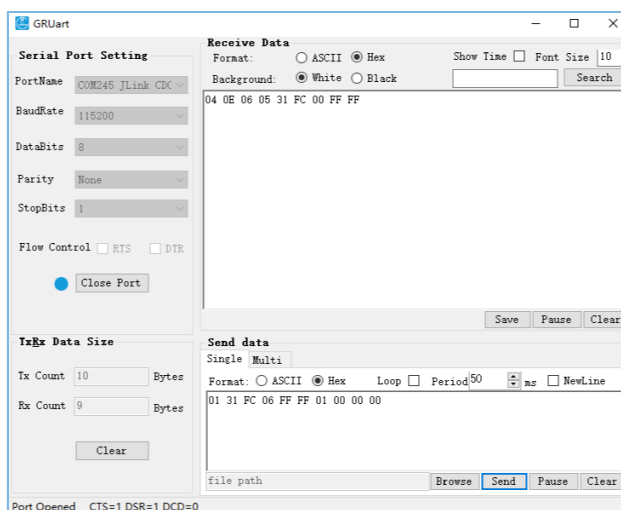 GRUart
Serial Port Setting
PortName COM245 JLink CDC
BaudRate 115200
DataBits 8
Parity None
StopBits 1
Flow Control RTS DTR
Close Port
Receive Data
Format: ASCII Hex Show Time Font Size 10
Background: White Black Search
04 0E 06 05 31 FC 00 FF FF
Save Pause Clear
TxRx Data Size
Tx Count 10 Bytes
Rx Count 9 Bytes
Clear
Send data
Single Multi
Format: ASCII Hex Loop Period 50 ms NewLine
01 31 FC 06 FF FF 01 00 00 00
file path Browse Send Pause Clear
Port Opened CTS=1 DSR=1 DCD=0